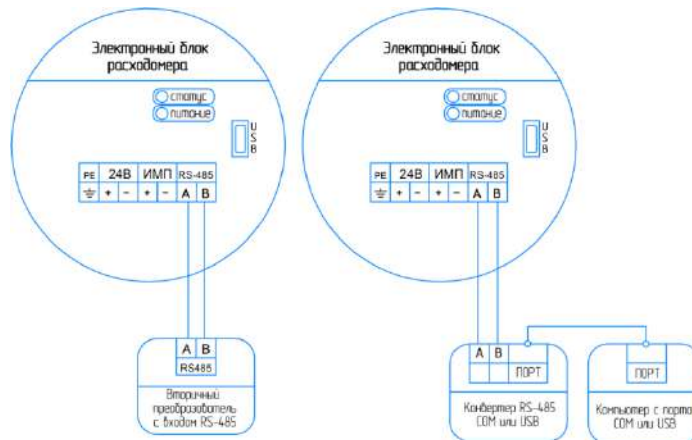 Электронный блок
расходомера
статус
питание
USB
PE 24В ИМП RS-485
+ − + − A B
A B
RS485
Вторичный
преобразователь
с входом RS-485
Электронный блок
расходомера
статус
питание
USB
PE 24В ИМП RS-485
+ − + − A B
A B
ПОРТ
Конвертер RS-485
COM или USB
ПОРТ
Компьютер с порто
COM или USB